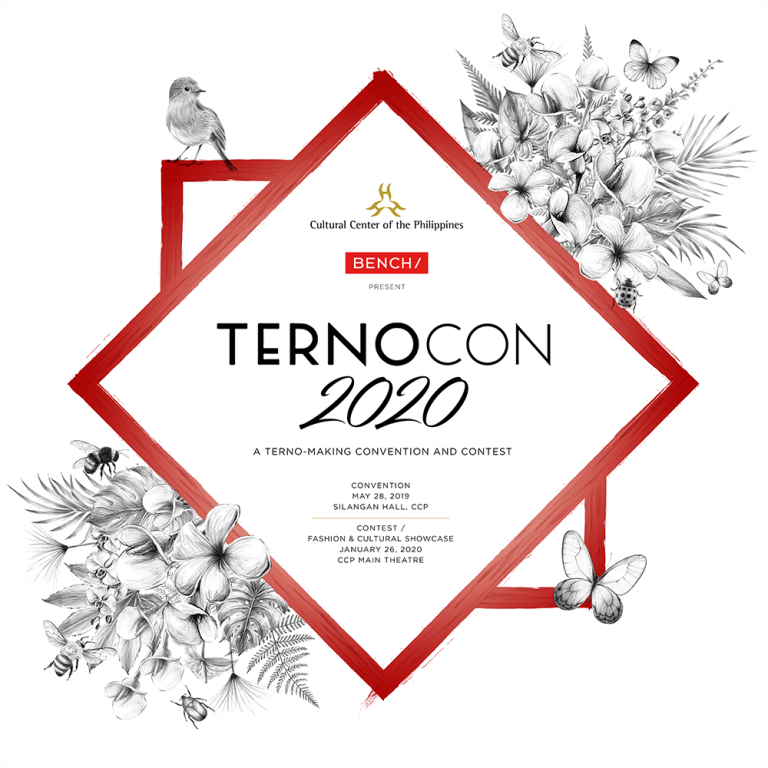 Cultural Center of the Philippines
BENCH/
PRESENT
TERNOCON
2020
A TERNO-MAKING CONVENTION AND CONTEST
CONVENTION
MAY 28, 2019
SILANGAN HALL, CCP
CONTEST /
FASHION & CULTURAL SHOWCASE
JANUARY 26, 2020
CCP MAIN THEATRE